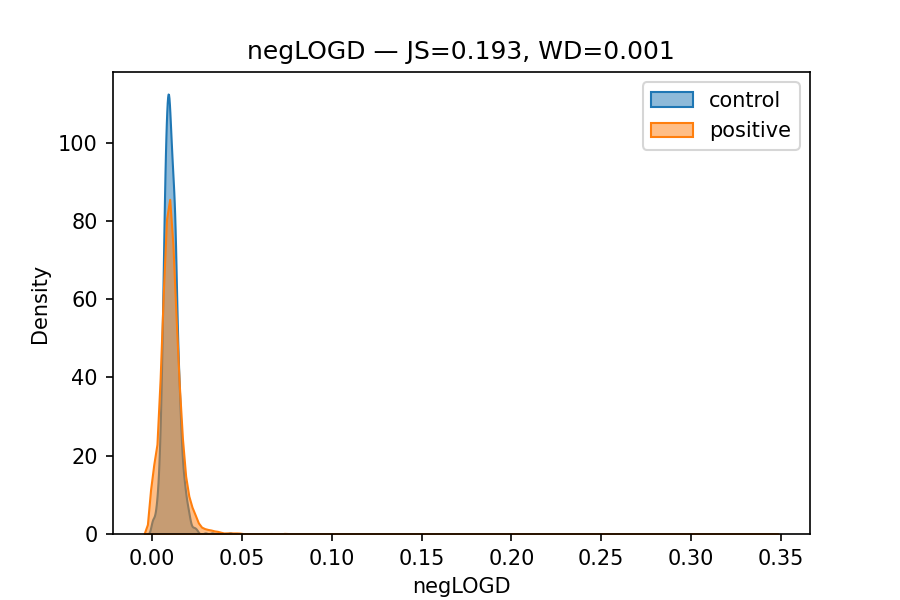 negLOGD — JS=0.193, WD=0.001
control
positive
Density
100
80
60
40
20
0
0.00 0.05 0.10 0.15 0.20 0.25 0.30 0.35
negLOGD